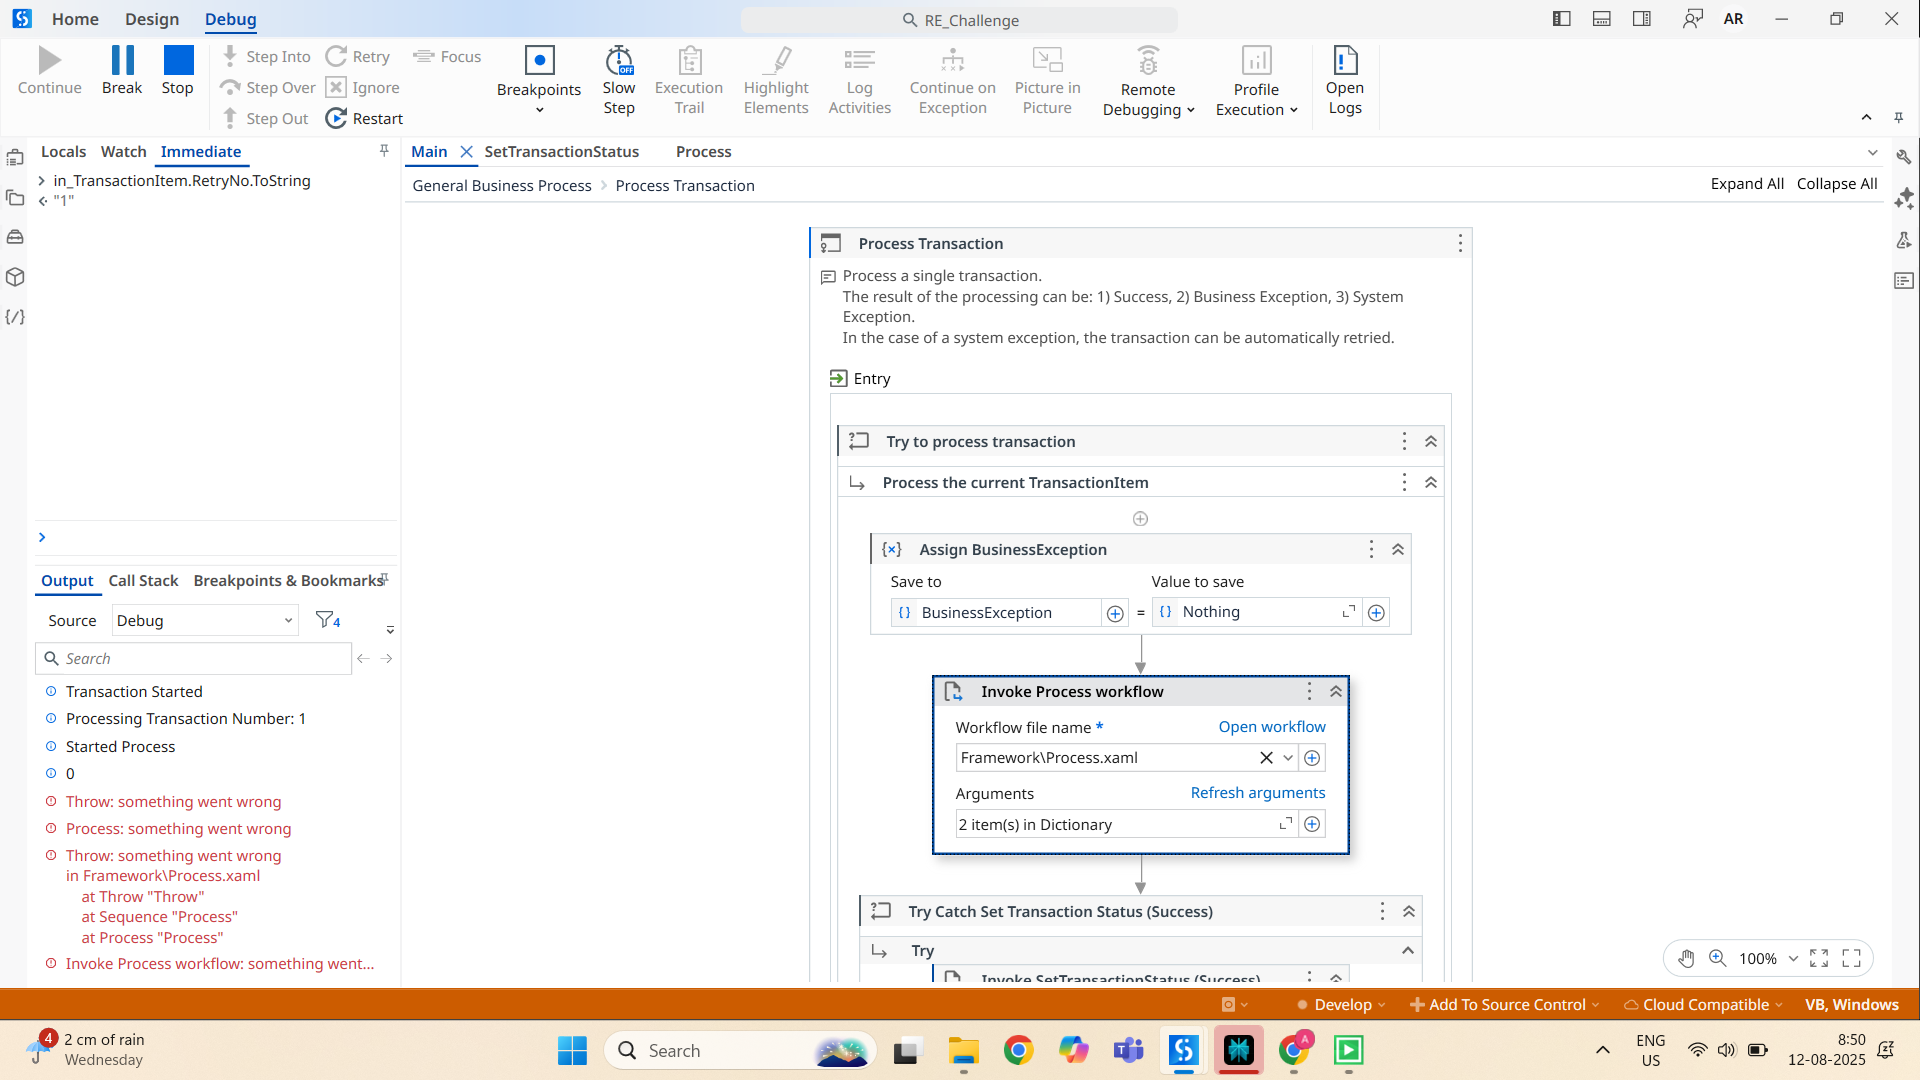 Home
Design
Debug
RE_Challenge
AR
Continue
Break
Stop
Step Into
Step Over
Step Out
Retry
Ignore
Restart
Focus
Breakpoints
Slow
Step
Execution
Trail
Highlight
Elements
Log
Activities
Continue on
Exception
Picture in
Picture
Remote
Debugging
Profile
Execution
Open
Logs
Locals
Watch
Immediate
in_TransactionItem.RetryNo.ToString
"1"
Main
SetTransactionStatus
Process
General Business Process
Process Transaction
Expand All
Collapse All
Process Transaction
Process a single transaction.
The result of the processing can be: 1) Success, 2) Business Exception, 3) System
Exception.
In the case of a system exception, the transaction can be automatically retried.
Entry
Try to process transaction
Process the current TransactionItem
Assign BusinessException
Save to
Value to save
BusinessException
=
Nothing
Invoke Process workflow
Workflow file name *
Open workflow
Framework\Process.xaml
Arguments
Refresh arguments
2 item(s) in Dictionary
Try Catch Set Transaction Status (Success)
Try
Invoke SetTransactionStatus (Success)
100%
Output
Call Stack
Breakpoints & Bookmarks
Source
Debug
4
Search
Transaction Started
Processing Transaction Number: 1
Started Process
0
Throw: something went wrong
Process: something went wrong
Throw: something went wrong
in Framework\Process.xaml
at Throw "Throw"
at Sequence "Process"
at Process "Process"
Invoke Process workflow: something went...
Develop
Add To Source Control
Cloud Compatible
VB, Windows
4
2 cm of rain
Wednesday
Search
A
ENG
US
8:50
12-08-2025